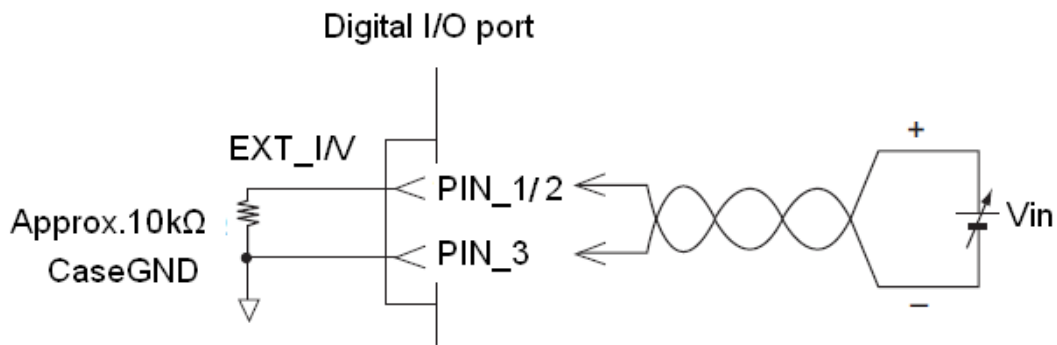 Digital I/O port
EXT_I/V
PIN_1/2
+
Approx.10kΩ
Vin
PIN_3
CaseGND
−